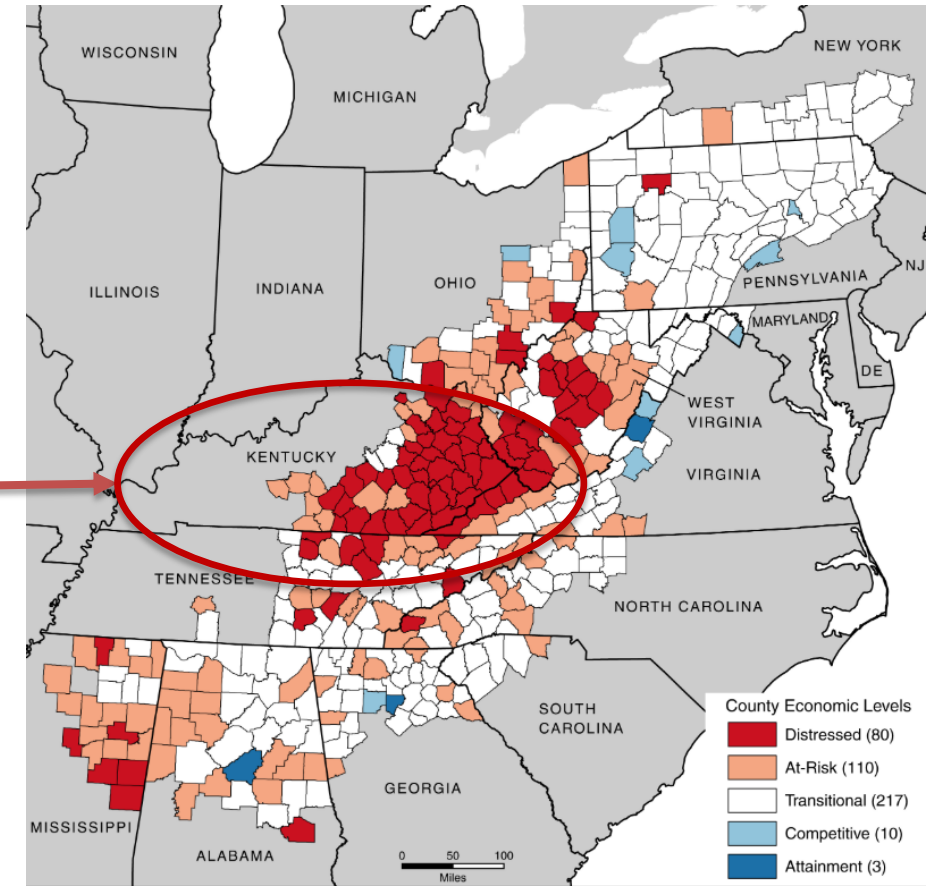 WISCONSIN
NEW YORK
MICHIGAN
ILLINOIS
INDIANA
OHIO
PENNSYLVANIA
NJ
MARYLAND
DE
WEST
VIRGINIA
KENTUCKY
VIRGINIA
TENNESSEE
NORTH CAROLINA
SOUTH
CAROLINA
GEORGIA
MISSISSIPPI
ALABAMA
0 50 100
Miles
County Economic Levels
Distressed (80)
At-Risk (110)
Transitional (217)
Competitive (10)
Attainment (3)